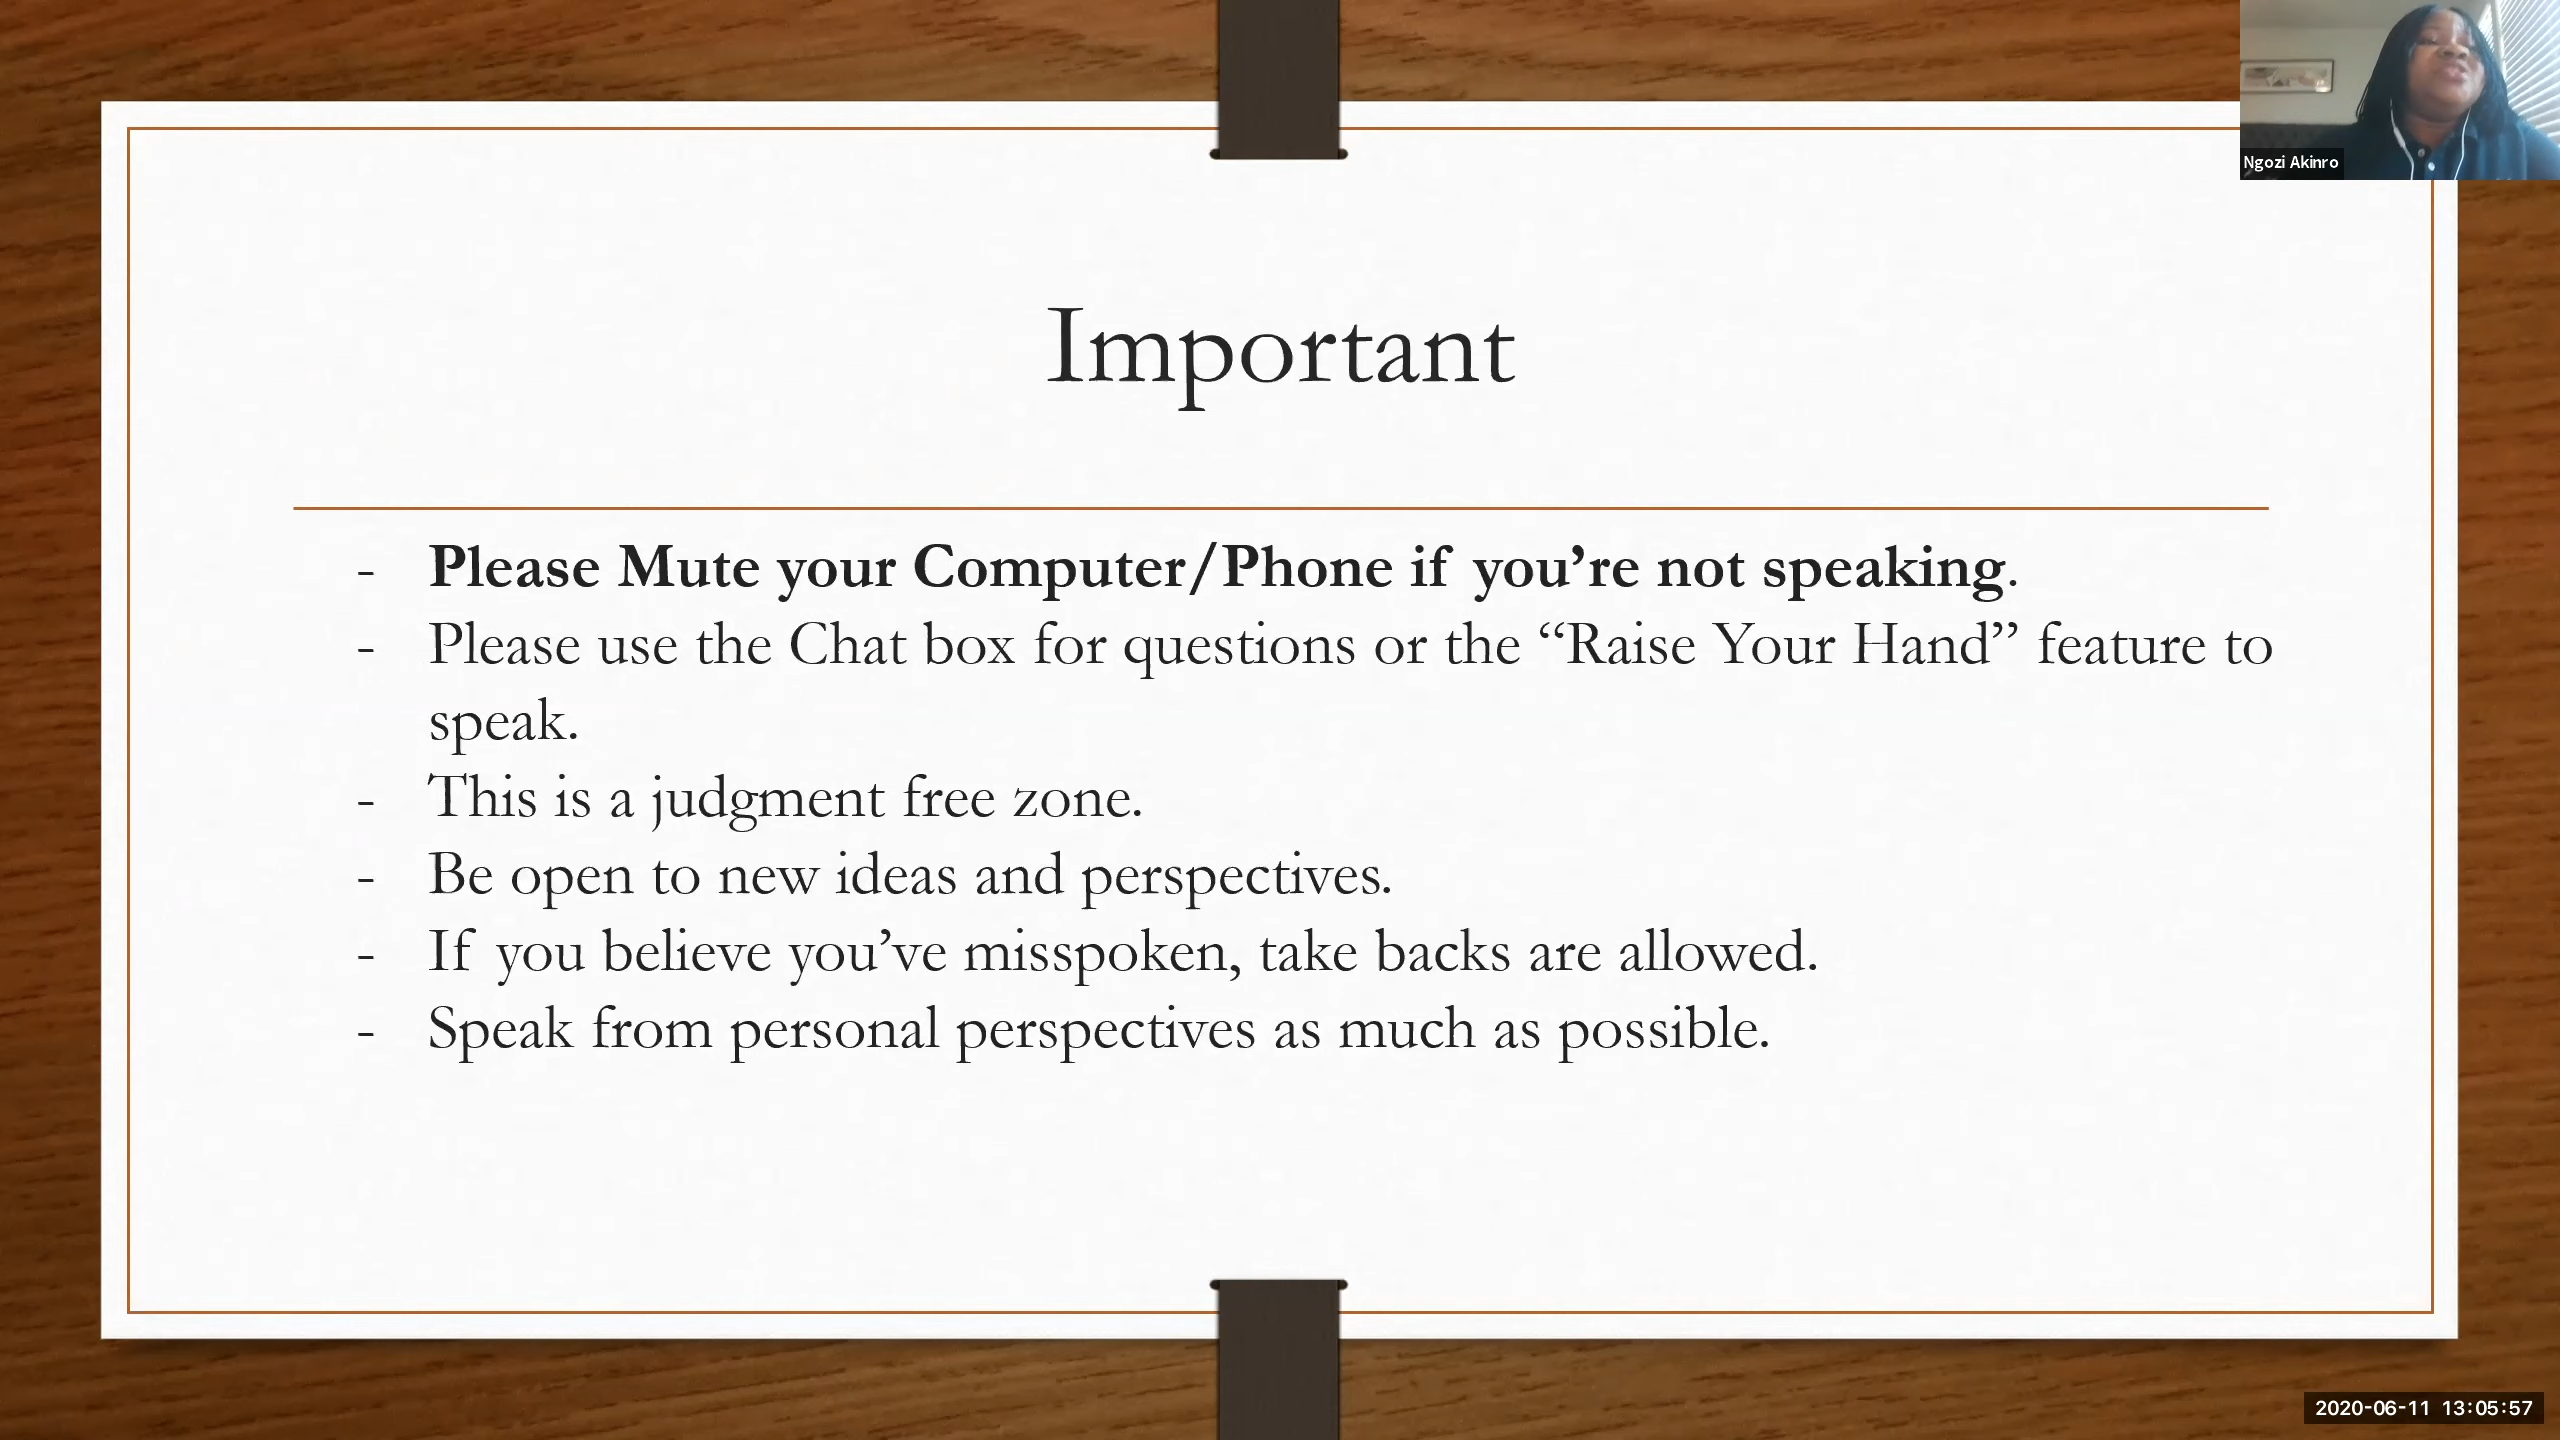 Ngozi Akinro
Important
- Please Mute your Computer/Phone if you’re not speaking.
- Please use the Chat box for questions or the “Raise Your Hand” feature to
speak.
- This is a judgment free zone.
- Be open to new ideas and perspectives.
- If you believe you’ve misspoken, take backs are allowed.
- Speak from personal perspectives as much as possible.
2020-06-11 13:05:57